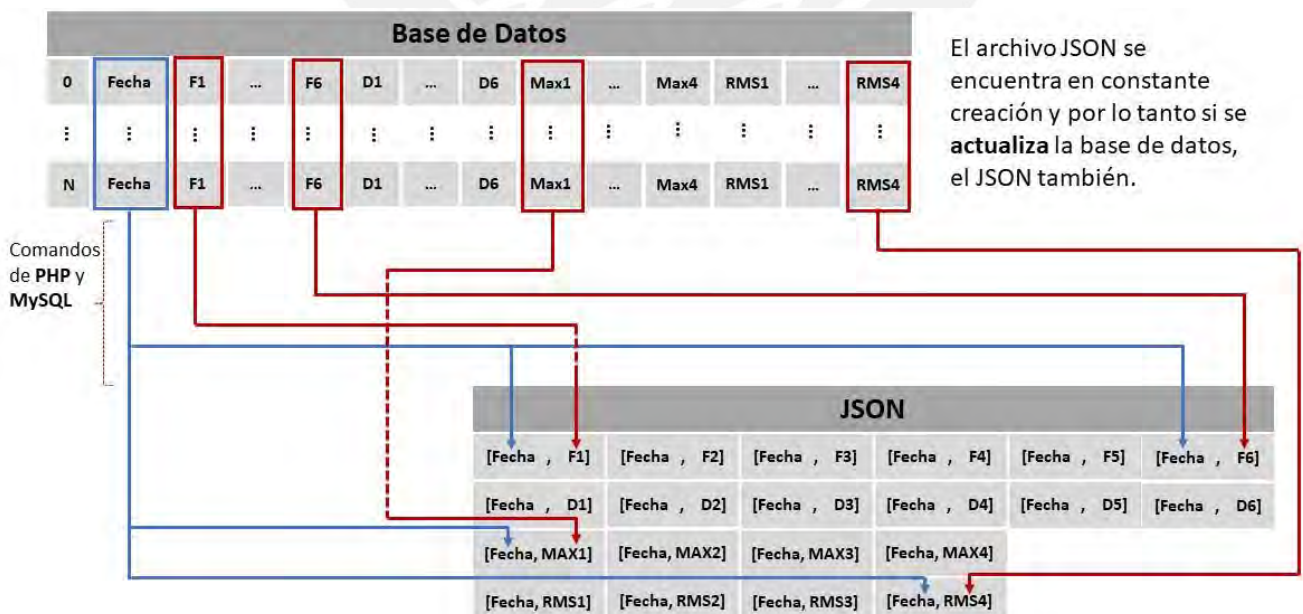 Base de Datos
0 Fecha F1 ... F6 D1 ... D6 Max1 ... Max4 RMS1 ... RMS4
⋮ ⋮ ⋮ ⋮ ⋮ ⋮ ⋮ ⋮ ⋮ ⋮ ⋮ ⋮ ⋮ ⋮
N Fecha F1 ... F6 D1 ... D6 Max1 ... Max4 RMS1 ... RMS4
El archivo JSON se
encuentra en constante
creación y por lo tanto si se
actualiza la base de datos,
el JSON también.
Comandos
de PHP y
MySQL
JSON
[Fecha , F1] [Fecha , F2] [Fecha , F3] [Fecha , F4] [Fecha , F5] [Fecha , F6]
[Fecha , D1] [Fecha , D2] [Fecha , D3] [Fecha , D4] [Fecha , D5] [Fecha , D6]
[Fecha, MAX1] [Fecha, MAX2] [Fecha, MAX3] [Fecha, MAX4]
[Fecha, RMS1] [Fecha, RMS2] [Fecha, RMS3] [Fecha, RMS4]